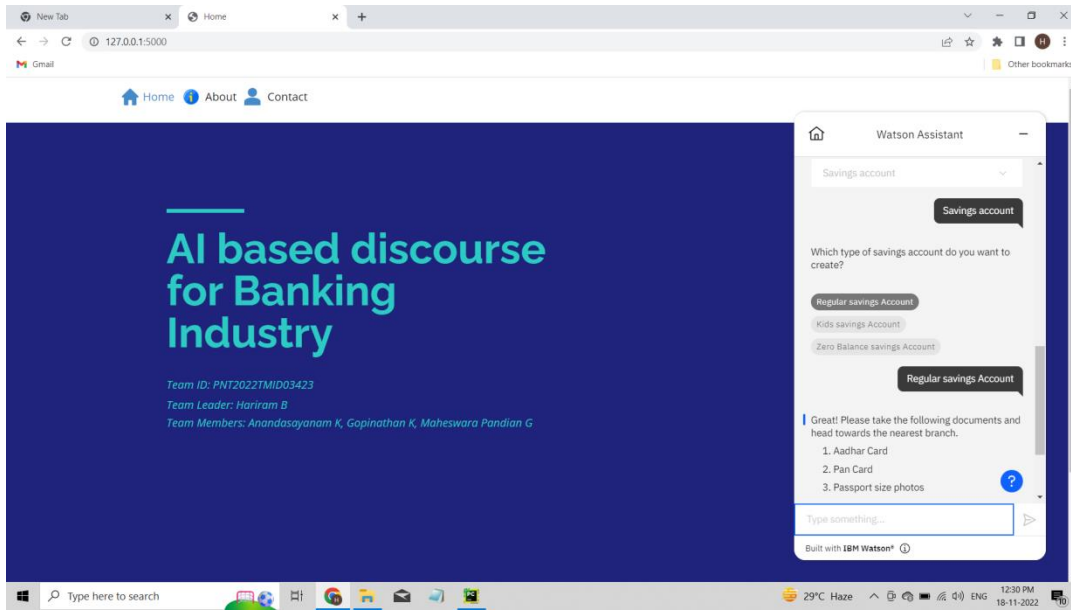 New Tab
Home
127.0.0.1:5000
H
Gmail
Other bookmarks
Home
About
Contact
AI based discourse
for Banking
Industry
Team ID: PNT2022TMID03423
Team Leader: Hariram B
Team Members: Anandasayanam K, Gopinathan K, Maheswara Pandian G
Watson Assistant
Savings account
Savings account
Which type of savings account do you want to
create?
Regular savings Account
Kids savings Account
Zero Balance savings Account
Regular savings Account
Great! Please take the following documents and
head towards the nearest branch.
1. Aadhar Card
2. Pan Card
3. Passport size photos
?
Type something...
Built with IBM Watson®
Type here to search
29°C Haze
ENG
12:30 PM
18-11-2022